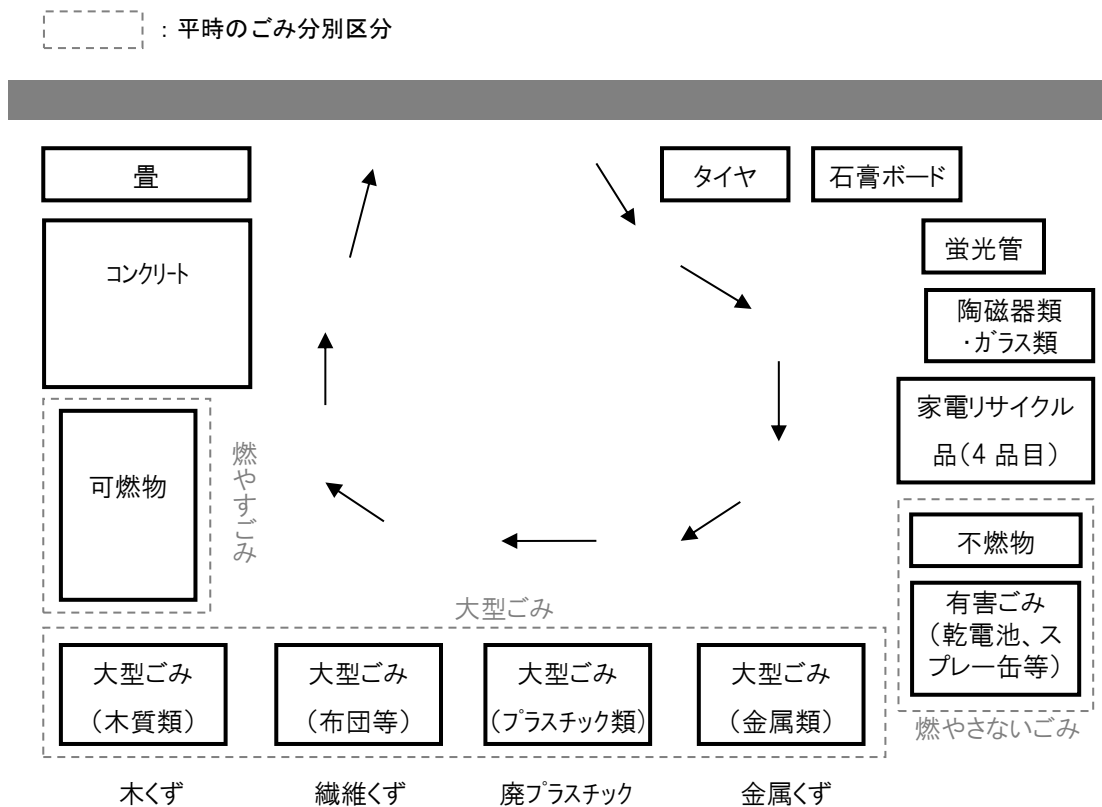 ：平時のごみ分別区分
畳
タイヤ
石膏ボード
コンクリート
蛍光管
陶磁器類
・ガラス類
家電リサイクル
品（4 品目）
可燃物
燃やすごみ
不燃物
有害ごみ
（乾電池、ス
プレー缶等）
燃やさないごみ
大型ごみ
大型ごみ
（木質類）
大型ごみ
（布団等）
大型ごみ
（プラスチック類）
大型ごみ
（金属類）
木くず
繊維くず
廃プラスチック
金属くず